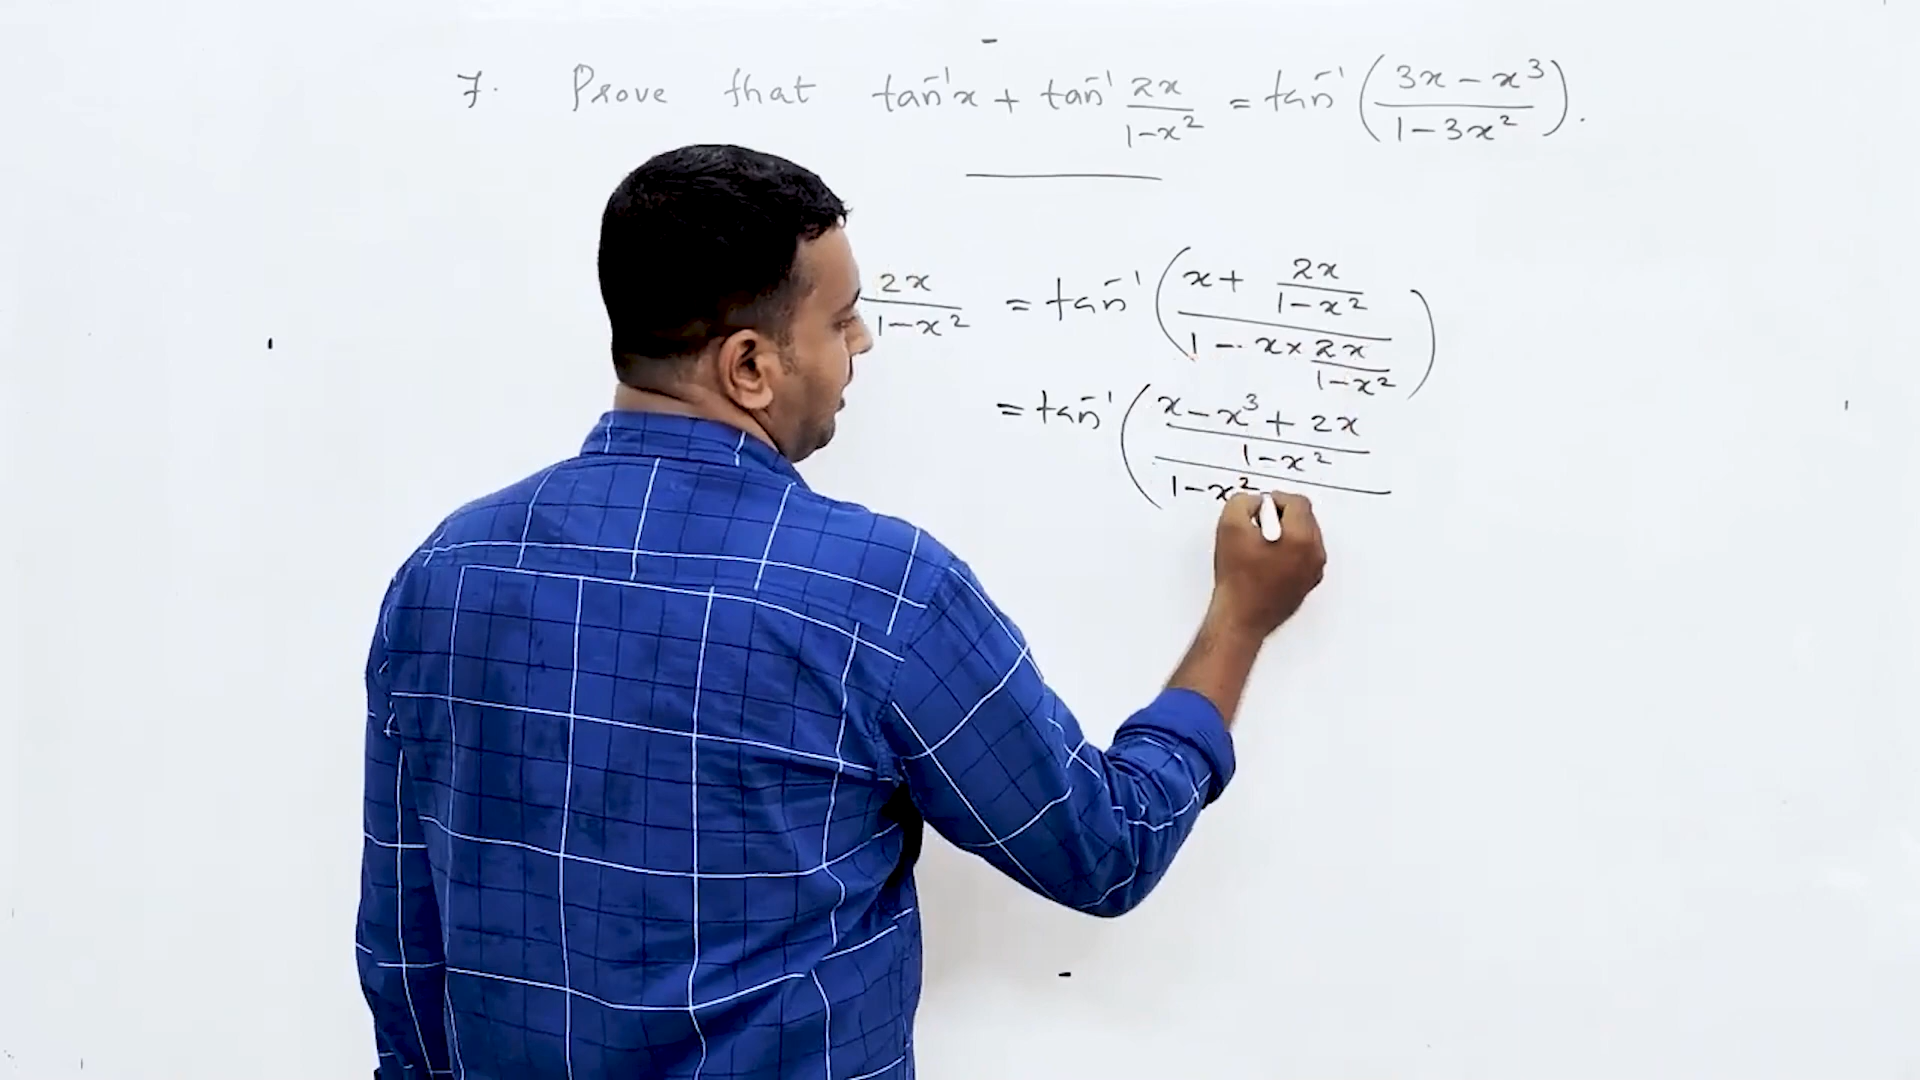 7. Prove that tan⁻¹x + tan⁻¹ 2x/1-x² = tan⁻¹ (3x - x³/1 - 3x²).
2x/1-x² = tan⁻¹ (x + 2x/1-x² / 1 - x × 2x/1-x²)
= tan⁻¹ (x - x³ + 2x/1-x² / 1-x²